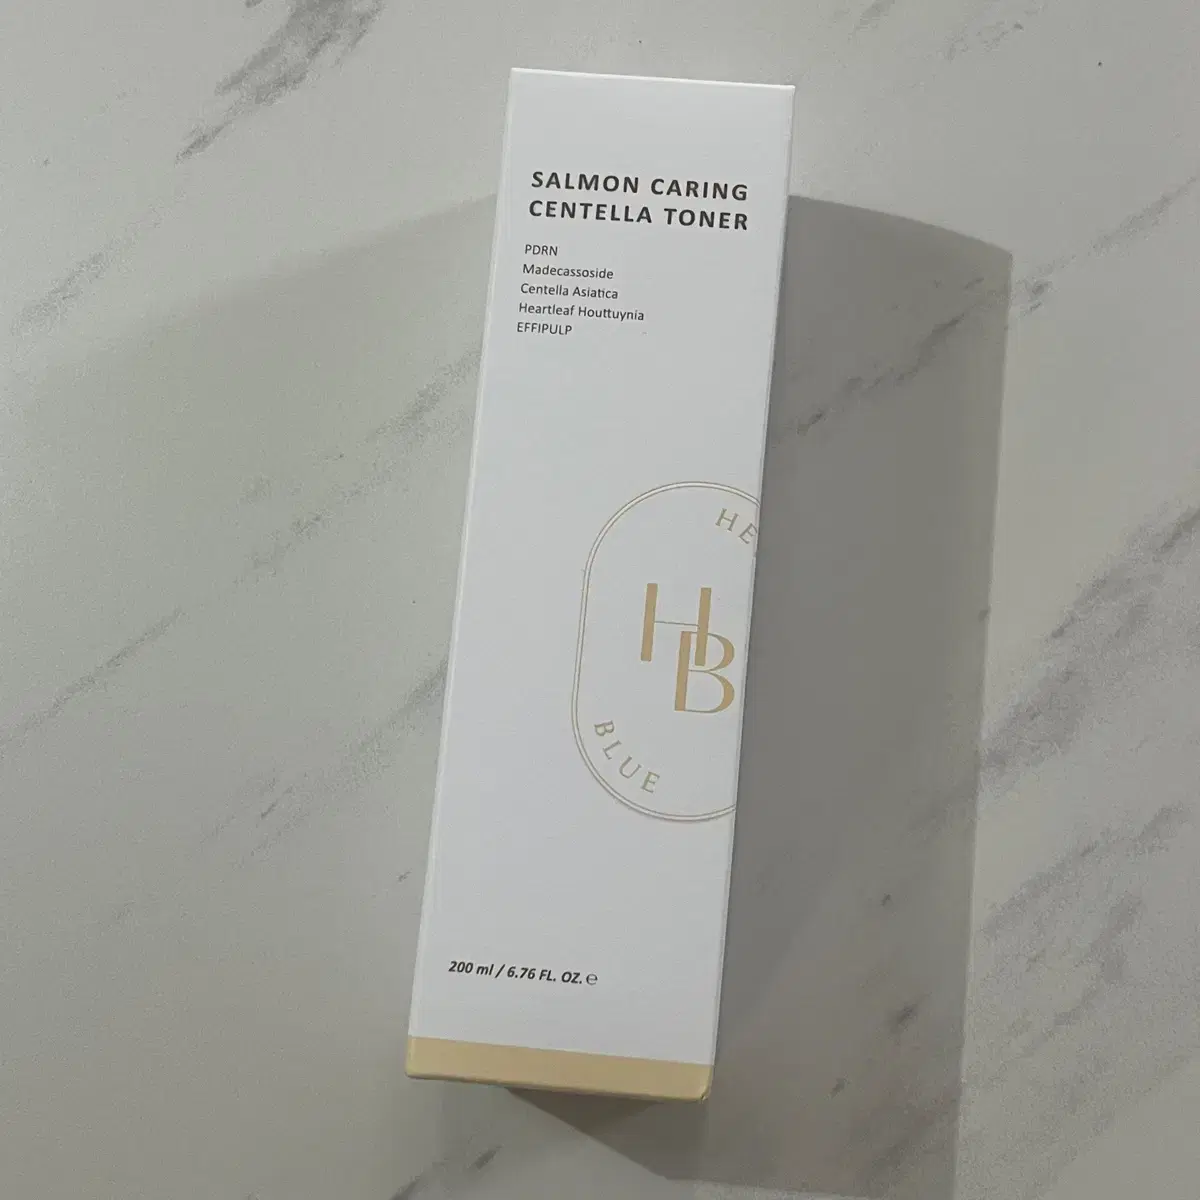 SALMON CARING
CENTELLA TONER
PDRN
Madecassoside
Centella Asiatica
Heartleaf Houttuynia
EFFIPULP
HB
BLUE
200 ml / 6.76 FL. OZ. ℮